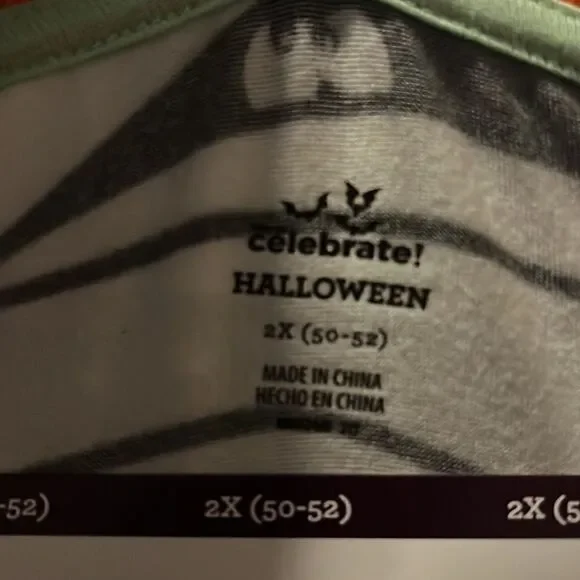 celebrate!
HALLOWEEN
2X (50-52)
MADE IN CHINA
HECHO EN CHINA
-52)
2X (50-52)
2X (5